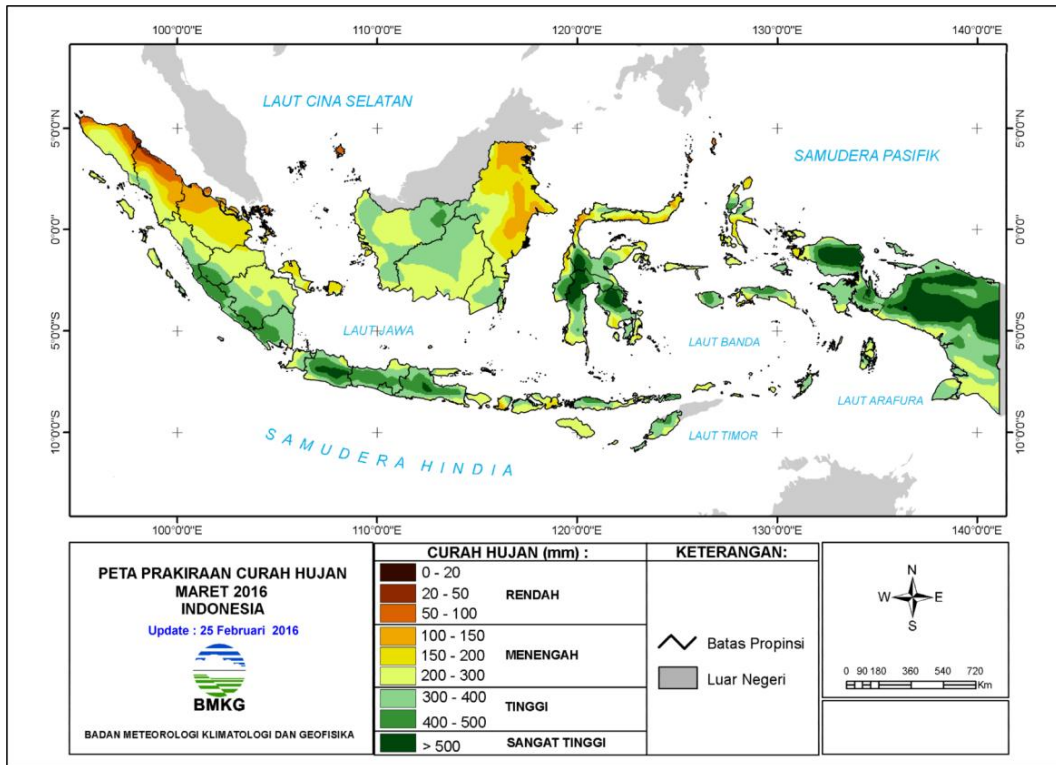 100°0'0"E 110°0'0"E 120°0'0"E 130°0'0"E 140°0'0"E
LAUT CINA SELATAN
5°0'0"N 5°0'0"N
SAMUDERA PASIFIK
0°0'0" 0°0'0"
LAUT JAWA
5°0'0"S 5°0'0"S
LAUT BANDA
LAUT ARAFURA
10°0'0"S 10°0'0"S
SAMUDERA HINDIA
LAUT TIMOR
100°0'0"E 110°0'0"E 120°0'0"E 130°0'0"E 140°0'0"E
PETA PRAKIRAAN CURAH HUJAN
MARET 2016
INDONESIA
Update : 25 Februari 2016
BMKG
BADAN METEOROLOGI KLIMATOLOGI DAN GEOFISIKA
CURAH HUJAN (mm) :
0 - 20
20 - 50 RENDAH
50 - 100
100 - 150
150 - 200 MENENGAH
200 - 300
300 - 400 TINGGI
400 - 500
> 500 SANGAT TINGGI
KETERANGAN:
Batas Propinsi
Luar Negeri
N
W E
S
0 90 180 360 540 720
Km